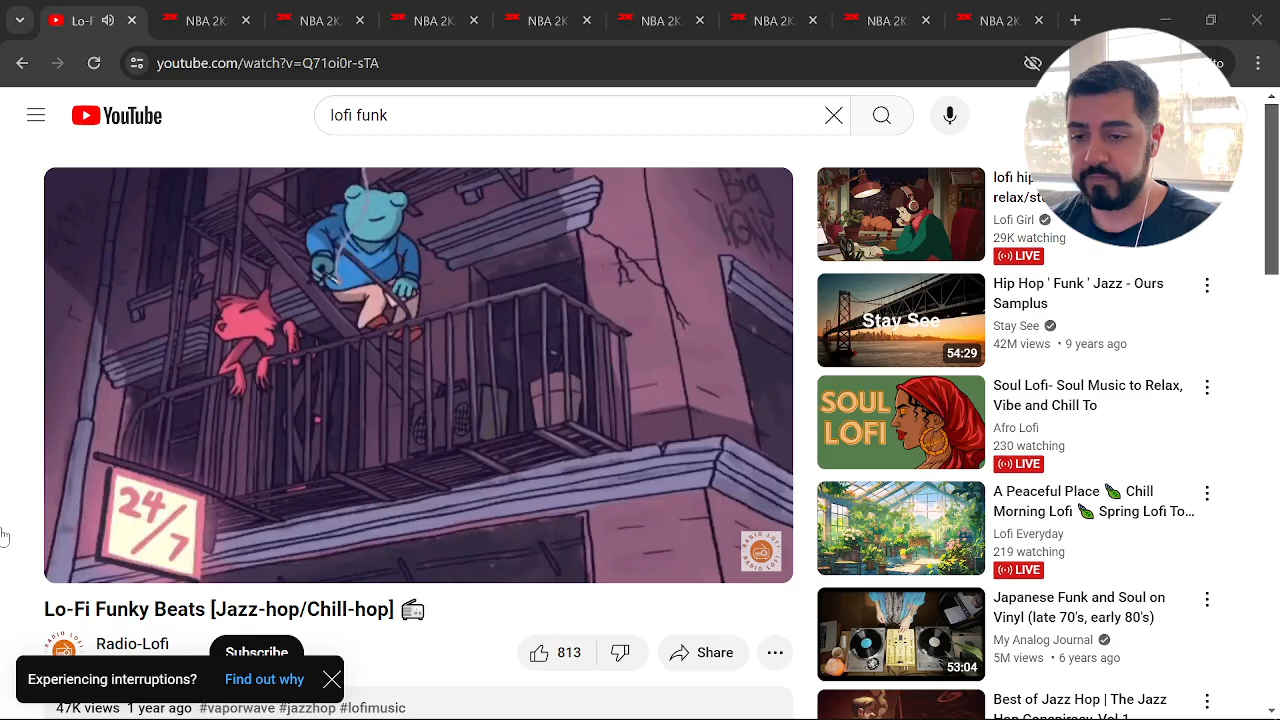 Lo-f
NBA 2K
NBA 2K
NBA 2K
NBA 2K
NBA 2K
NBA 2K
NBA 2K
NBA 2K
youtube.com/watch?v=Q71oi0r-sTA
YouTube
lofi funk
24/7
Lo-Fi Funky Beats [Jazz-hop/Chill-hop] 📻
Radio-Lofi
Subscribe
813
Share
Experiencing interruptions?
Find out why
47K views 1 year ago #vaporwave #jazzhop #lofimusic
lofi hip
relax/st
Lofi Girl
29K watching
LIVE
Stay See
54:29
Hip Hop ' Funk ' Jazz - Ours
Samplus
Stay See
42M views • 9 years ago
SOUL
LOFI
Soul Lofi- Soul Music to Relax,
Vibe and Chill To
Afro Lofi
230 watching
LIVE
A Peaceful Place 🍃 Chill
Morning Lofi 🍃 Spring Lofi To...
Lofi Everyday
219 watching
LIVE
53:04
Japanese Funk and Soul on
Vinyl (late 70's, early 80's)
My Analog Journal
5M views • 6 years ago
Best of Jazz Hop | The Jazz
Hop Conspiracy, Vol 1